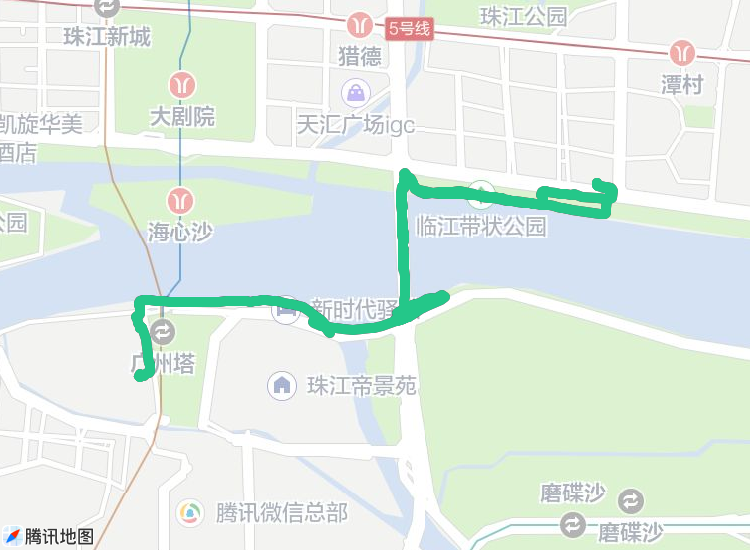 珠江公园
5号线
珠江新城
猎德
潭村
大剧院
天汇广场igc
凯旋华美
酒店
公园
海心沙
临江带状公园
新时代驿
广州塔
珠江帝景苑
磨碟沙
腾讯微信总部
磨碟沙
腾讯地图